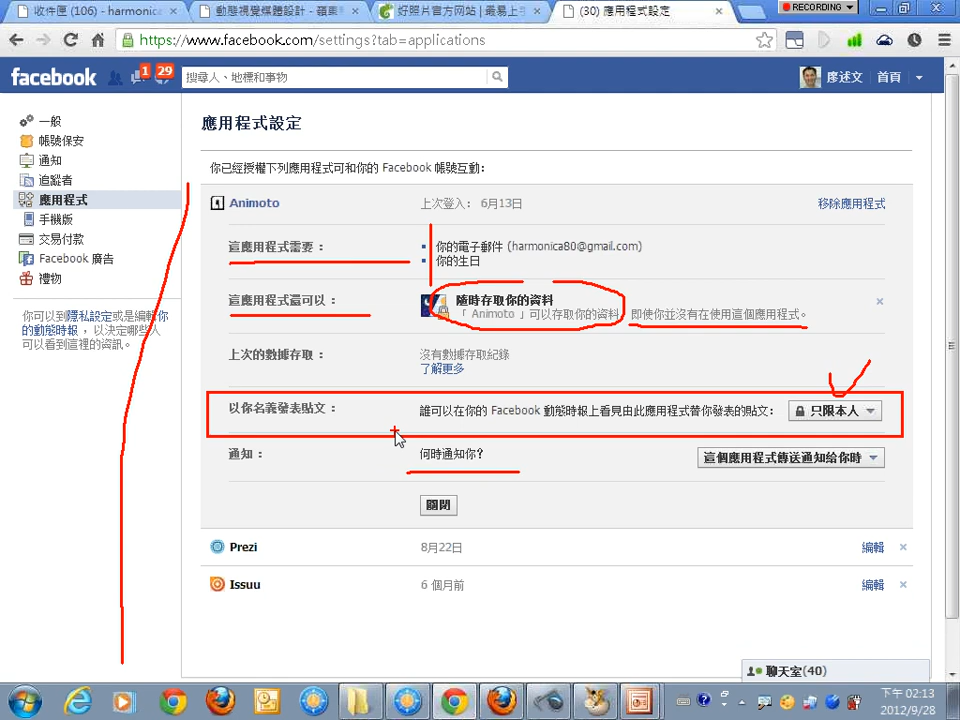 收件匣 (106) - harmonica
動態視覺媒體設計 - 蘋果
好照片官方网站 | 最易上手
(30) 應用程式設定
RECORDING
https://www.facebook.com/settings?tab=applications
facebook
1
29
搜尋人、地標和事物
廖述文
首頁
一般
帳號保安
通知
追蹤者
應用程式
手機版
交易付款
Facebook 廣告
禮物
你可以到隱私設定或是編輯你
的動態時報，以決定哪些人
可以看到這裡的資訊。
應用程式設定
你已經授權下列應用程式可和你的 Facebook 帳號互動:
Animoto
上次登入： 6月13日
移除應用程式
這應用程式需要：
你的電子郵件 (harmonica80@gmail.com)
你的生日
這應用程式還可以：
隨時存取你的資料
「 Animoto 」可以存取你的資料，即使你並沒有在使用這個應用程式。
上次的數據存取：
沒有數據存取紀錄
了解更多
以你名義發表貼文：
誰可以在你的 Facebook 動態時報上看見由此應用程式替你發表的貼文:
只限本人
通知：
何時通知你?
這個應用程式傳送通知給你時
關閉
Prezi
8月22日
編輯
Issuu
6 個月前
編輯
聊天室(40)
下午 02:13
2012/9/28